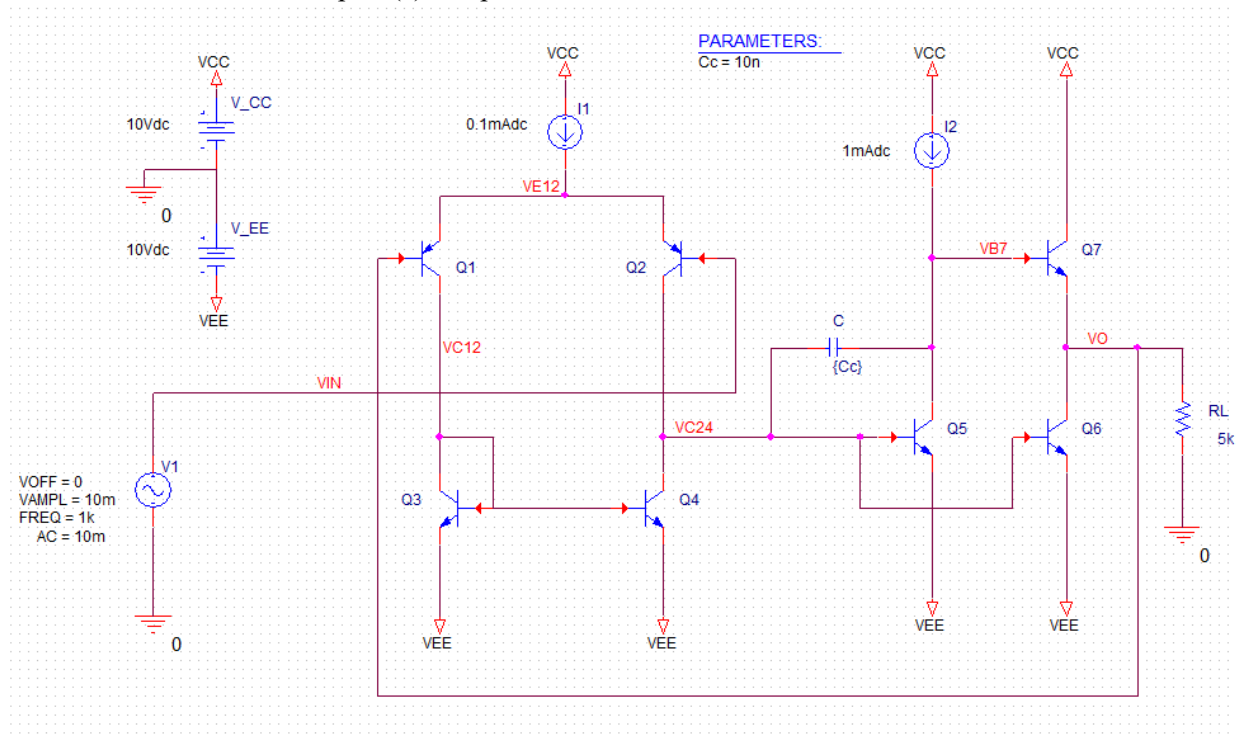 VCC
V_CC
10Vdc
0
V_EE
10Vdc
VEE
VCC
I1
0.1mAdc
VE12
PARAMETERS:
Cc = 10n
VCC
VCC
I2
1mAdc
VB7
Q7
Q1
Q2
C
{Cc}
VC12
VO
VIN
VC24
Q5
Q6
RL
5k
V1
VOFF = 0
VAMPL = 10m
FREQ = 1k
AC = 10m
Q3
Q4
0
VEE
VEE
VEE
VEE
0